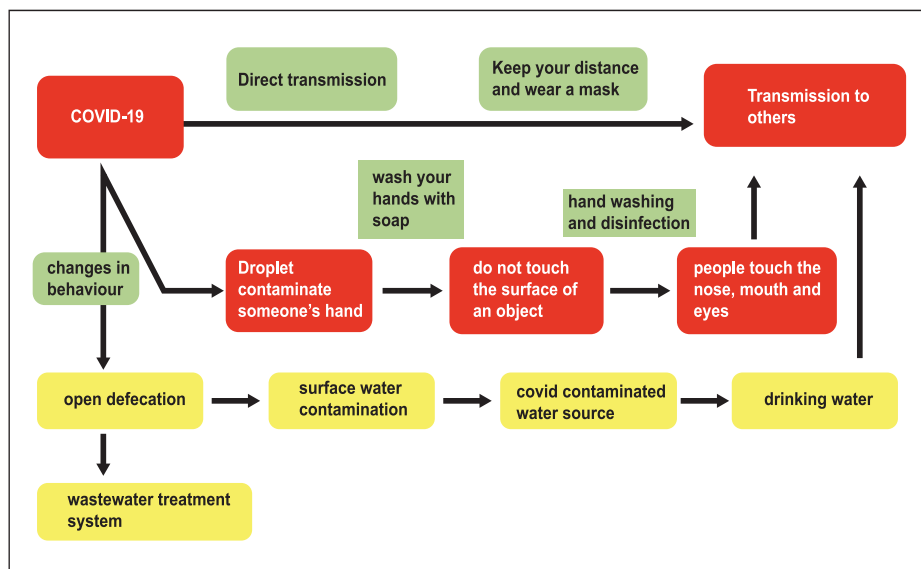 Direct transmission
Keep your distance
and wear a mask
COVID-19
Transmission to
others
wash your
hands with
soap
hand washing
and disinfection
changes in
behaviour
Droplet
contaminate
someone's hand
do not touch
the surface of
an object
people touch the
nose, mouth and
eyes
open defecation
surface water
contamination
covid contaminated
water source
drinking water
wastewater treatment
system